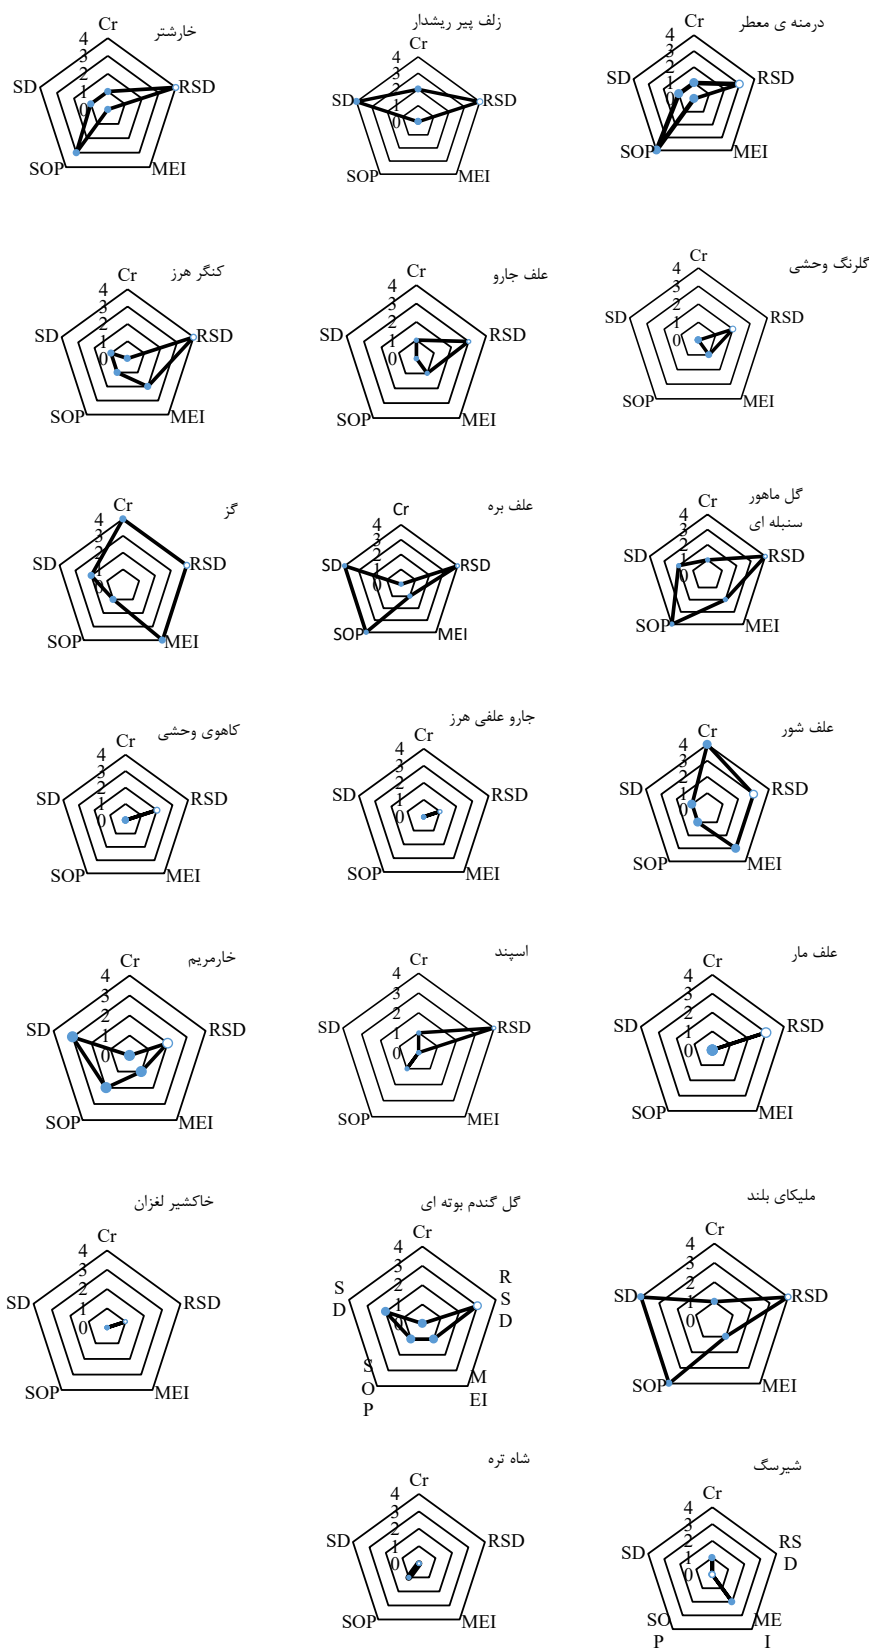 درمنه ی معطر
Cr
4
3
2
1
0
SD
RSD
SOP
MEI
زلف پیر ریشدار
Cr
4
3
2
1
0
SD
RSD
SOP
MEI
خارشتر
Cr
4
3
2
1
0
SD
RSD
SOP
MEI
گلرنگ وحشی
Cr
4
3
2
1
0
SD
RSD
SOP
MEI
علف جارو
Cr
4
3
2
1
0
SD
RSD
SOP
MEI
کنگر هرز
Cr
4
3
2
1
0
SD
RSD
SOP
MEI
گل ماهور
سنبله ای
Cr
4
3
2
1
0
SD
RSD
SOP
MEI
علف بره
Cr
4
3
2
1
0
SD
RSD
SOP
MEI
گز
Cr
4
3
2
1
0
SD
RSD
SOP
MEI
علف شور
Cr
4
3
2
1
0
SD
RSD
SOP
MEI
جارو علفی هرز
Cr
4
3
2
1
0
SD
RSD
SOP
MEI
کاهوی وحشی
Cr
4
3
2
1
0
SD
RSD
SOP
MEI
علف مار
Cr
4
3
2
1
0
SD
RSD
SOP
MEI
اسپند
Cr
4
3
2
1
0
SD
RSD
SOP
MEI
خارمریم
Cr
4
3
2
1
0
SD
RSD
SOP
MEI
ملیکای بلند
Cr
4
3
2
1
0
SD
RSD
SOP
MEI
گل گندم بوته ای
Cr
4
3
2
1
0
S
D
R
S
D
S
O
P
M
EI
خاکشیر لغزان
Cr
4
3
2
1
0
SD
RSD
SOP
MEI
شیرسگ
Cr
4
3
2
1
0
SD
RS
D
SO
P
ME
I
شاه تره
Cr
4
3
2
1
0
SD
RSD
SOP
MEI